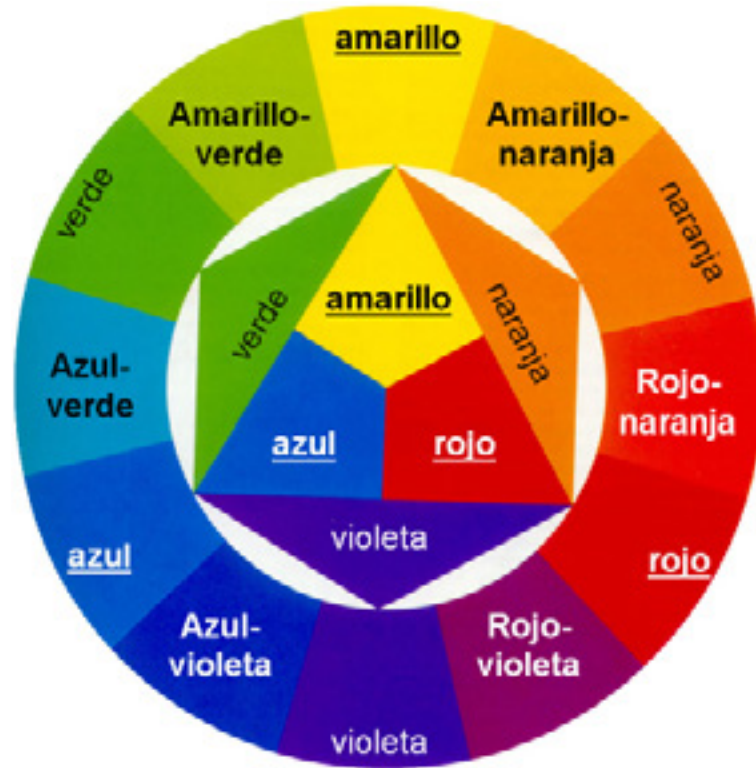 amarillo
Amarillo-
verde
Amarillo-
naranja
verde
naranja
amarillo
verde
naranja
Azul-
verde
Rojo-
naranja
azul
rojo
azul
rojo
violeta
Azul-
violeta
Rojo-
violeta
violeta